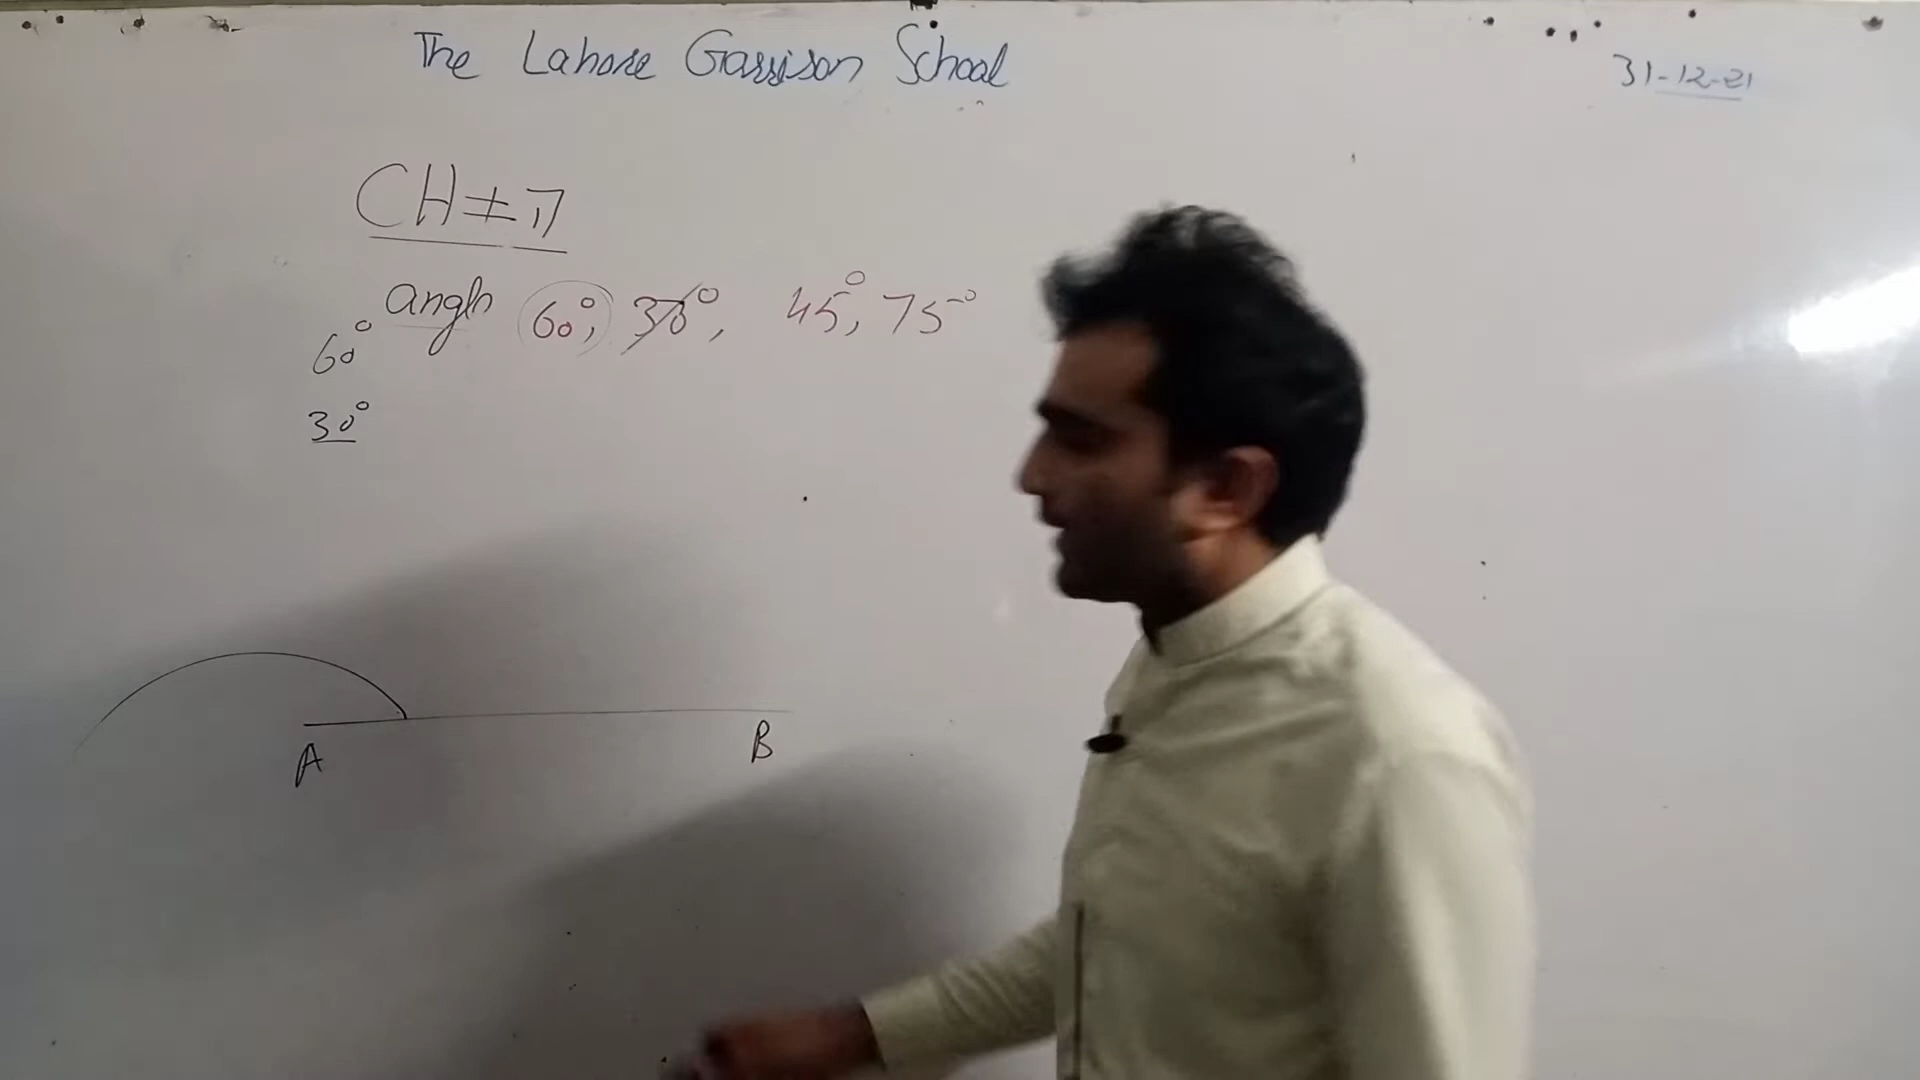 The Lahore Garrison School
31-12-21
CH # 17
angle 60°, 30°, 45°, 75°
60°
30°
A B